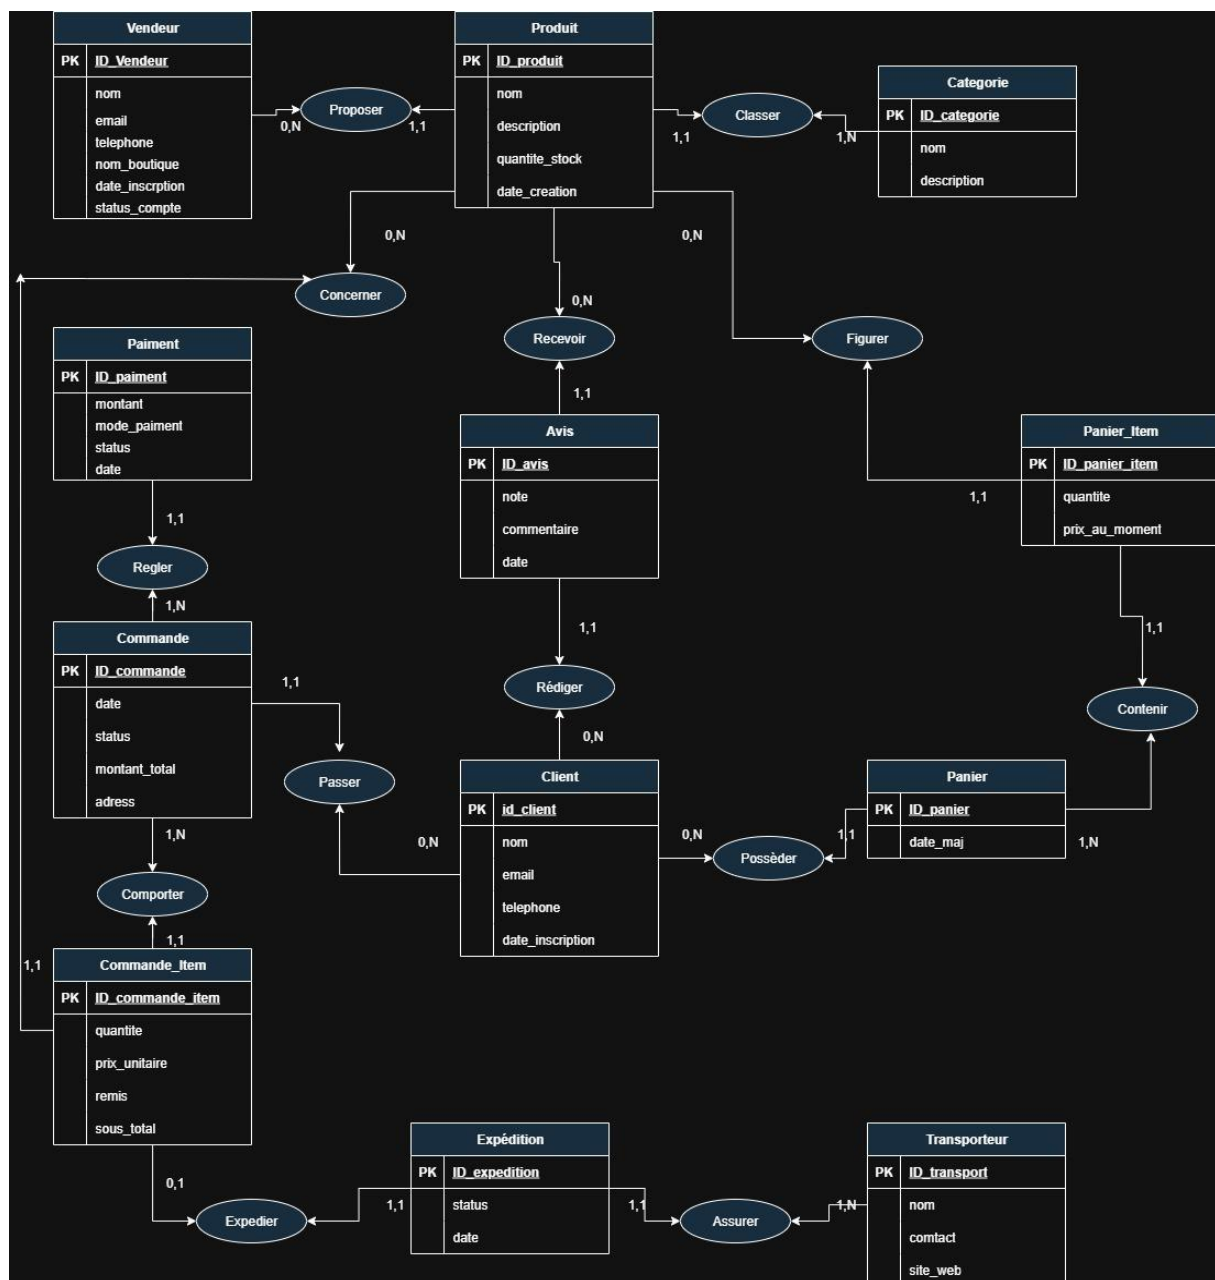 Vendeur
PK ID_Vendeur
nom
email
telephone
nom_boutique
date_inscrption
status_compte
0,N
Proposer
1,1
Produit
PK ID_produit
nom
description
quantite_stock
date_creation
1,1
Classer
1,N
Categorie
PK ID_categorie
nom
description
0,N
Concerner
0,N
Recevoir
0,N
Figurer
Paiment
PK ID_paiment
montant
mode_paiment
status
date
1,1
Regler
1,N
1,1
Avis
PK ID_avis
note
commentaire
date
1,1
Rédiger
0,N
Panier_Item
PK ID_panier_item
quantite
prix_au_moment
1,1
1,1
Contenir
1,N
Commande
PK ID_commande
date
status
montant_total
adress
1,1
Passer
0,N
1,N
Comporter
1,1
Client
PK id_client
nom
email
telephone
date_inscription
0,N
Possèder
1,1
Panier
PK ID_panier
date_maj
1,1
Commande_Item
PK ID_commande_item
quantite
prix_unitaire
remis
sous_total
0,1
Expedier
1,1
Expédition
PK ID_expedition
status
date
1,1
Assurer
1,N
Transporteur
PK ID_transport
nom
comtact
site_web